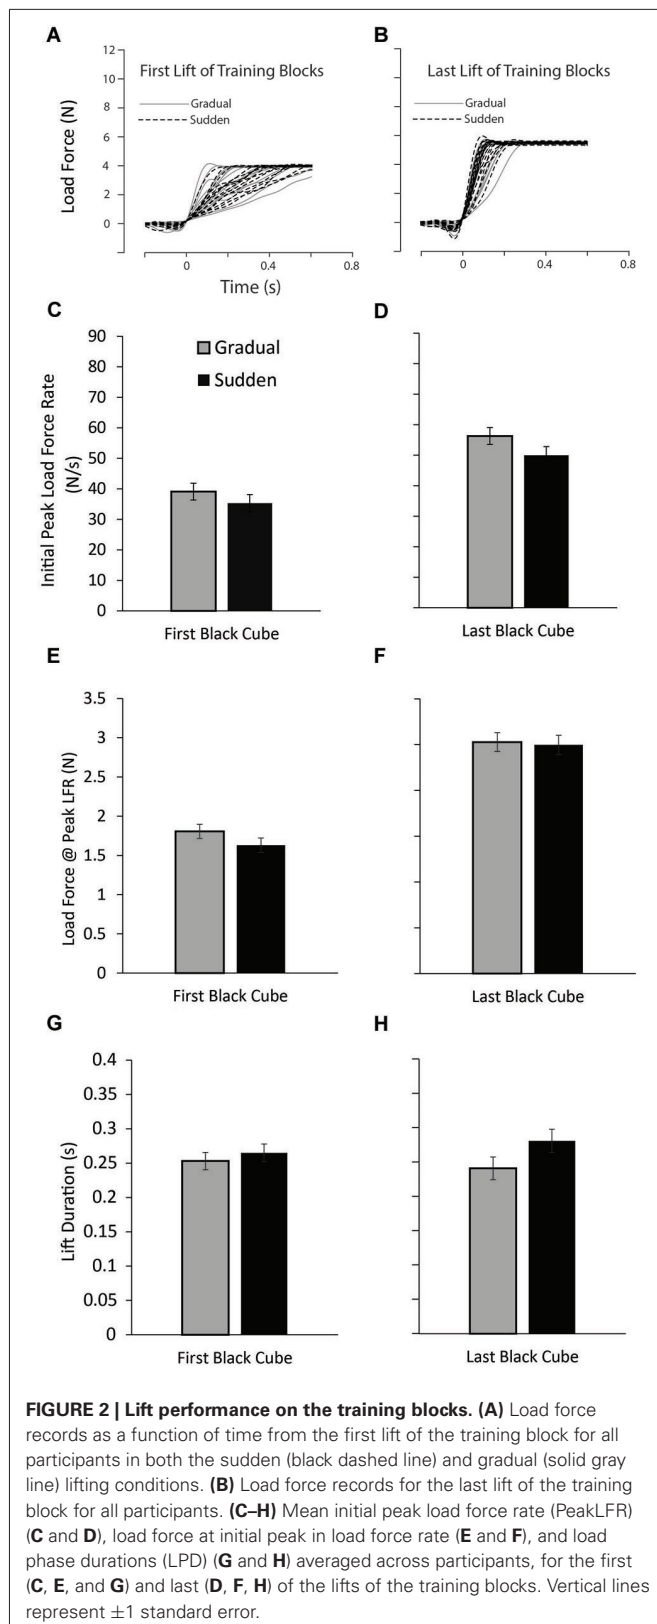 A
B
12
10
8
6
4
2
0
Load Force (N)
First Lift of Training Blocks
Gradual
Sudden
0
0.4
0.8
Time (s)
Last Lift of Training Blocks
Gradual
Sudden
0
0.4
0.8
C
D
90
80
70
60
50
40
30
20
10
0
Initial Peak Load Force Rate
(N/s)
Gradual
Sudden
First Black Cube
Last Black Cube
E
F
3.5
3
2.5
2
1.5
1
0.5
0
Load Force @ Peak LFR (N)
First Black Cube
Last Black Cube
G
H
0.4
0.35
0.3
0.25
0.2
0.15
0.1
0.05
0
Lift Duration (s)
First Black Cube
Last Black Cube
FIGURE 2 | Lift performance on the training blocks. (A) Load force
records as a function of time from the first lift of the training block for all
participants in both the sudden (black dashed line) and gradual (solid gray
line) lifting conditions. (B) Load force records for the last lift of the training
block for all participants. (C–H) Mean initial peak load force rate (PeakLFR)
(C and D), load force at initial peak in load force rate (E and F), and load
phase durations (LPD) (G and H) averaged across participants, for the first
(C, E, and G) and last (D, F, H) of the lifts of the training blocks. Vertical lines
represent ±1 standard error.